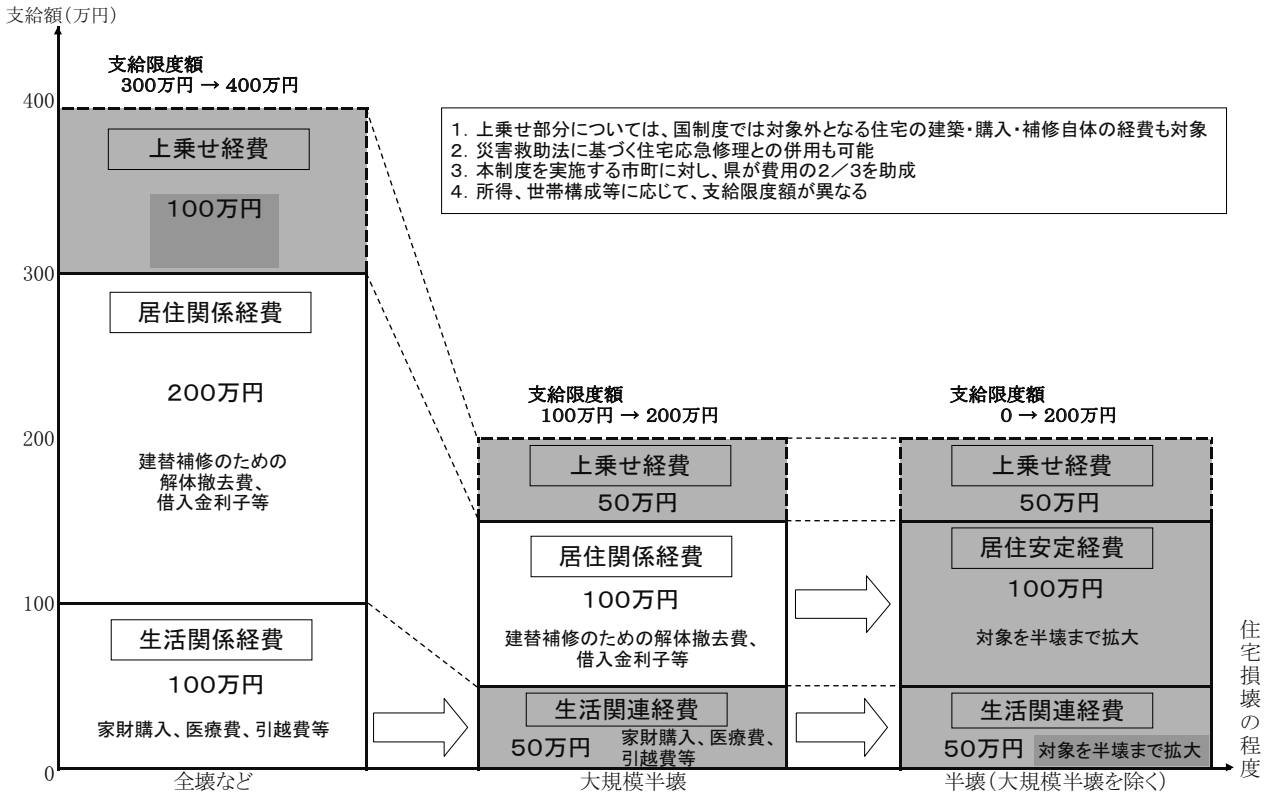 支給額(万円)
支給限度額
300万円 → 400万円
400
300
200
100
0
上乗せ経費
100万円
居住関係経費
200万円
建替補修のための
解体撤去費、
借入金利子等
生活関係経費
100万円
家財購入、医療費、引越費等
全壊など
1. 上乗せ部分については、国制度では対象外となる住宅の建築・購入・補修自体の経費も対象
2. 災害救助法に基づく住宅応急修理との併用も可能
3. 本制度を実施する市町に対し、県が費用の2/3を助成
4. 所得、世帯構成等に応じて、支給限度額が異なる
支給限度額
100万円 → 200万円
上乗せ経費
50万円
居住関係経費
100万円
建替補修のための解体撤去費、
借入金利子等
生活関連経費
50万円
家財購入、医療費、
引越費等
大規模半壊
支給限度額
0 → 200万円
上乗せ経費
50万円
居住安定経費
100万円
対象を半壊まで拡大
生活関連経費
50万円 対象を半壊まで拡大
半壊(大規模半壊を除く)
住宅損壊の程度